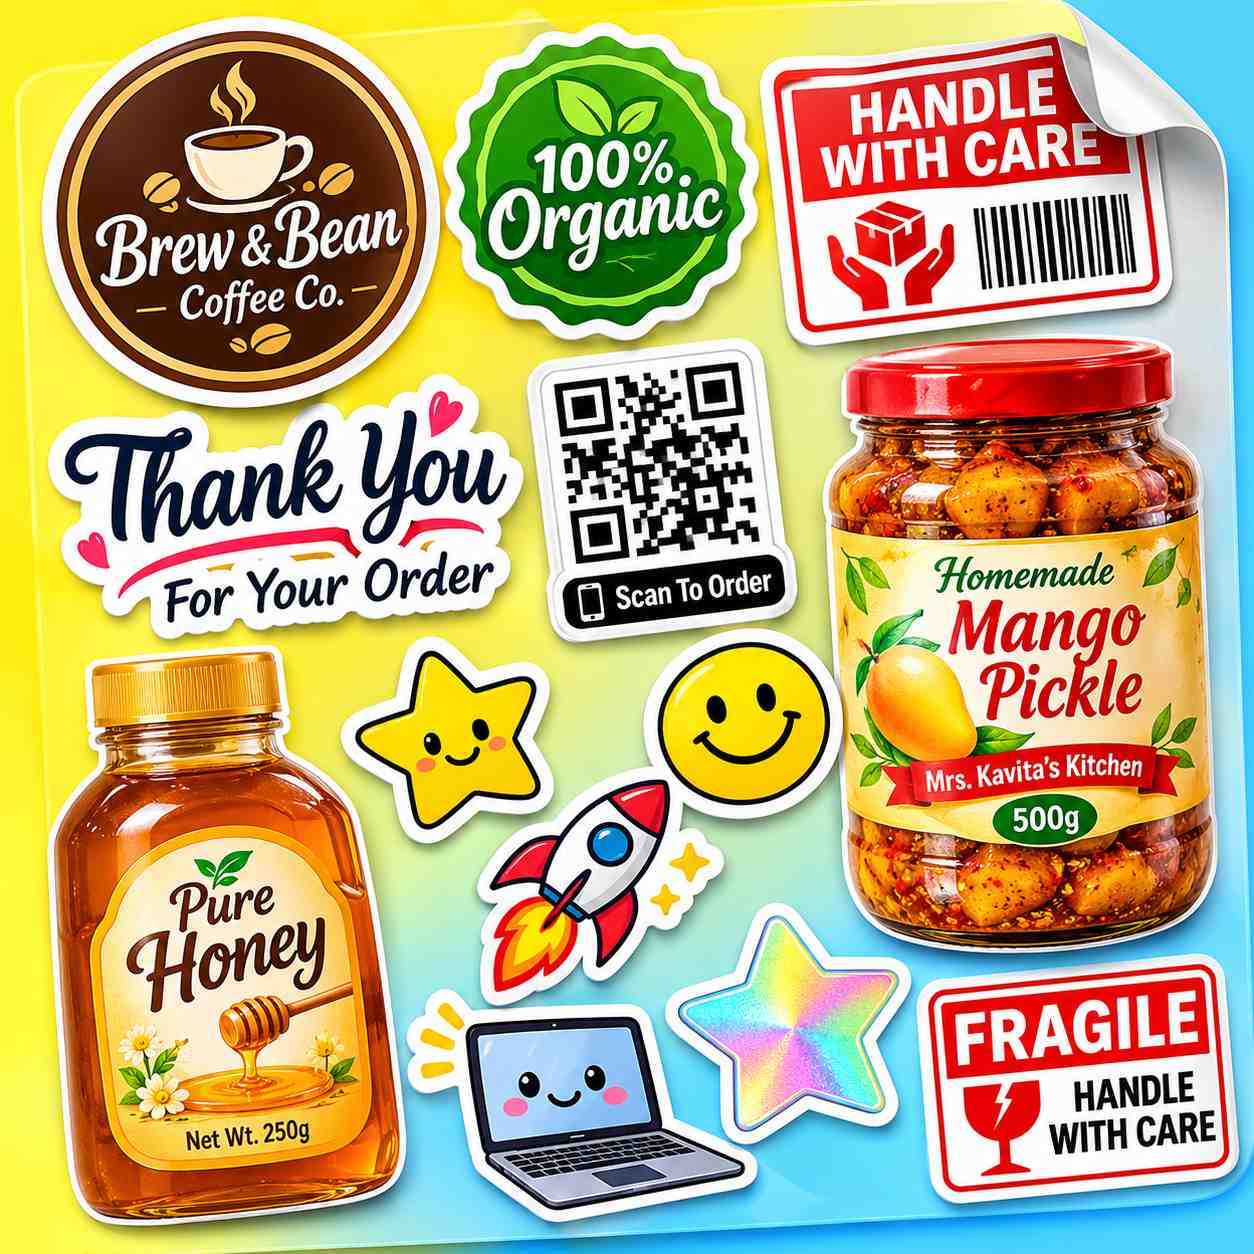 Brew & Bean
Coffee Co.
100%
Organic
HANDLE
WITH CARE
Thank You
For Your Order
Scan To Order
Homemade
Mango
Pickle
Mrs. Kavita's Kitchen
500g
Pure
Honey
Net Wt. 250g
FRAGILE
HANDLE
WITH CARE